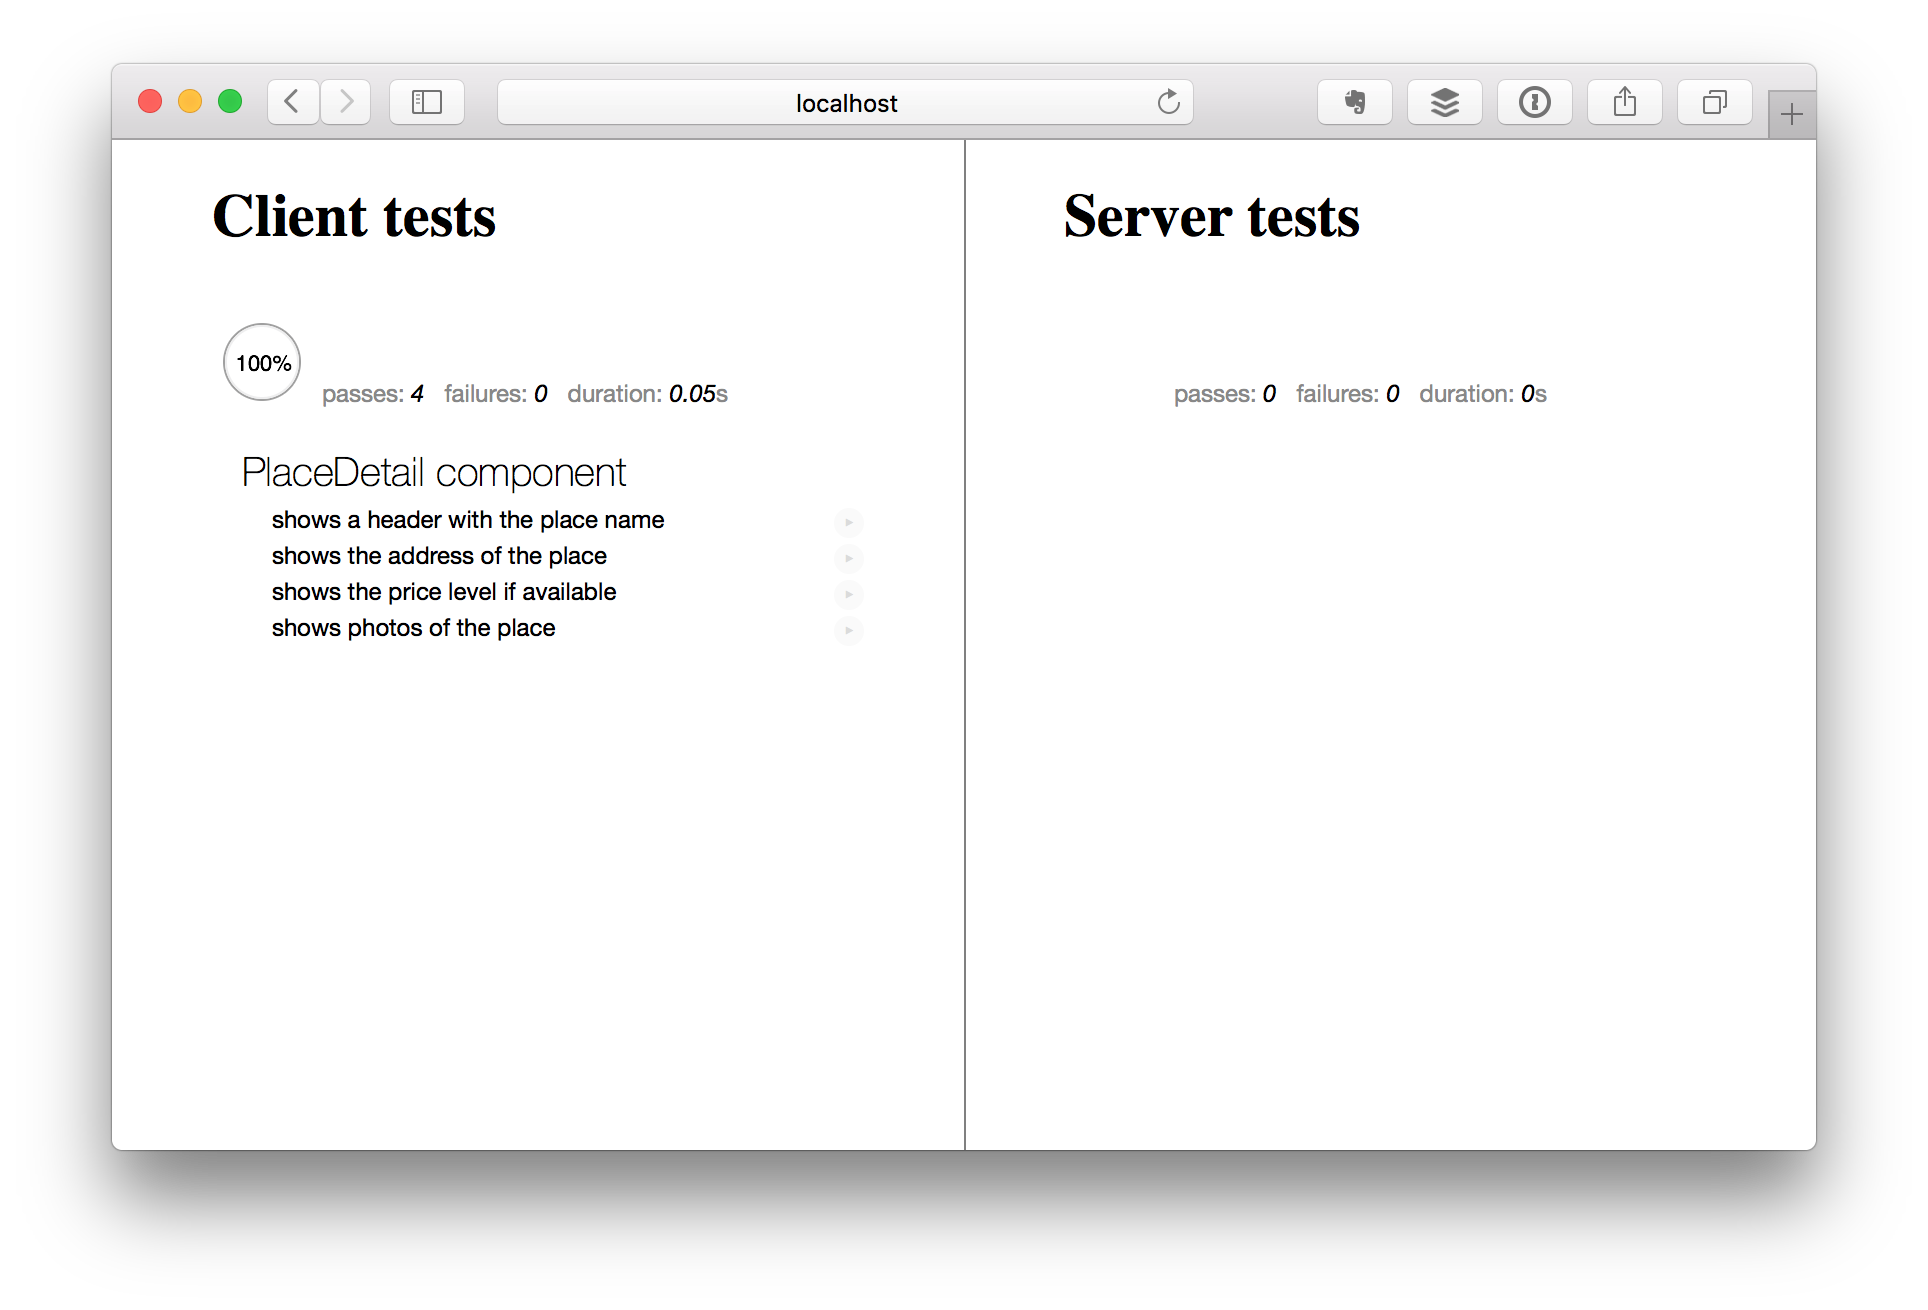 localhost
Client tests
100%
passes: 4 failures: 0 duration: 0.05s
PlaceDetail component
shows a header with the place name
shows the address of the place
shows the price level if available
shows photos of the place
Server tests
passes: 0 failures: 0 duration: 0s